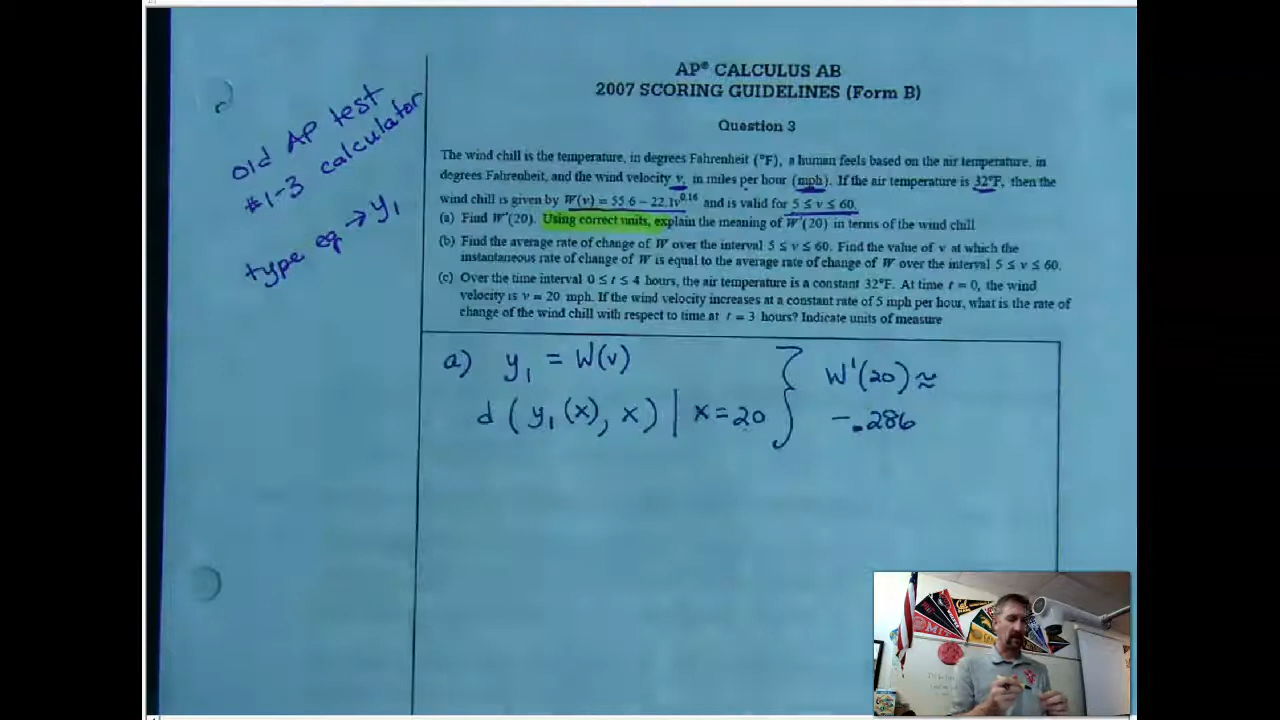 old AP test
#1-3 calculator
type eq → y₁
AP® CALCULUS AB
2007 SCORING GUIDELINES (Form B)
Question 3
The wind chill is the temperature, in degrees Fahrenheit (°F), a human feels based on the air temperature, in
degrees Fahrenheit, and the wind velocity v, in miles per hour (mph). If the air temperature is 32°F, then the
wind chill is given by W(v) = 55.6 − 22.1v^0.16 and is valid for 5 ≤ v ≤ 60.
(a) Find W′(20). Using correct units, explain the meaning of W′(20) in terms of the wind chill
(b) Find the average rate of change of W over the interval 5 ≤ v ≤ 60. Find the value of v at which the
instantaneous rate of change of W is equal to the average rate of change of W over the interval 5 ≤ v ≤ 60.
(c) Over the time interval 0 ≤ t ≤ 4 hours, the air temperature is a constant 32°F. At time t = 0, the wind
velocity is v = 20 mph. If the wind velocity increases at a constant rate of 5 mph per hour, what is the rate of
change of the wind chill with respect to time at t = 3 hours? Indicate units of measure
a) y₁ = W(v)
d ( y₁(x), x ) | x = 20 }
W'(20) ≈
-.286
MIT
Cal